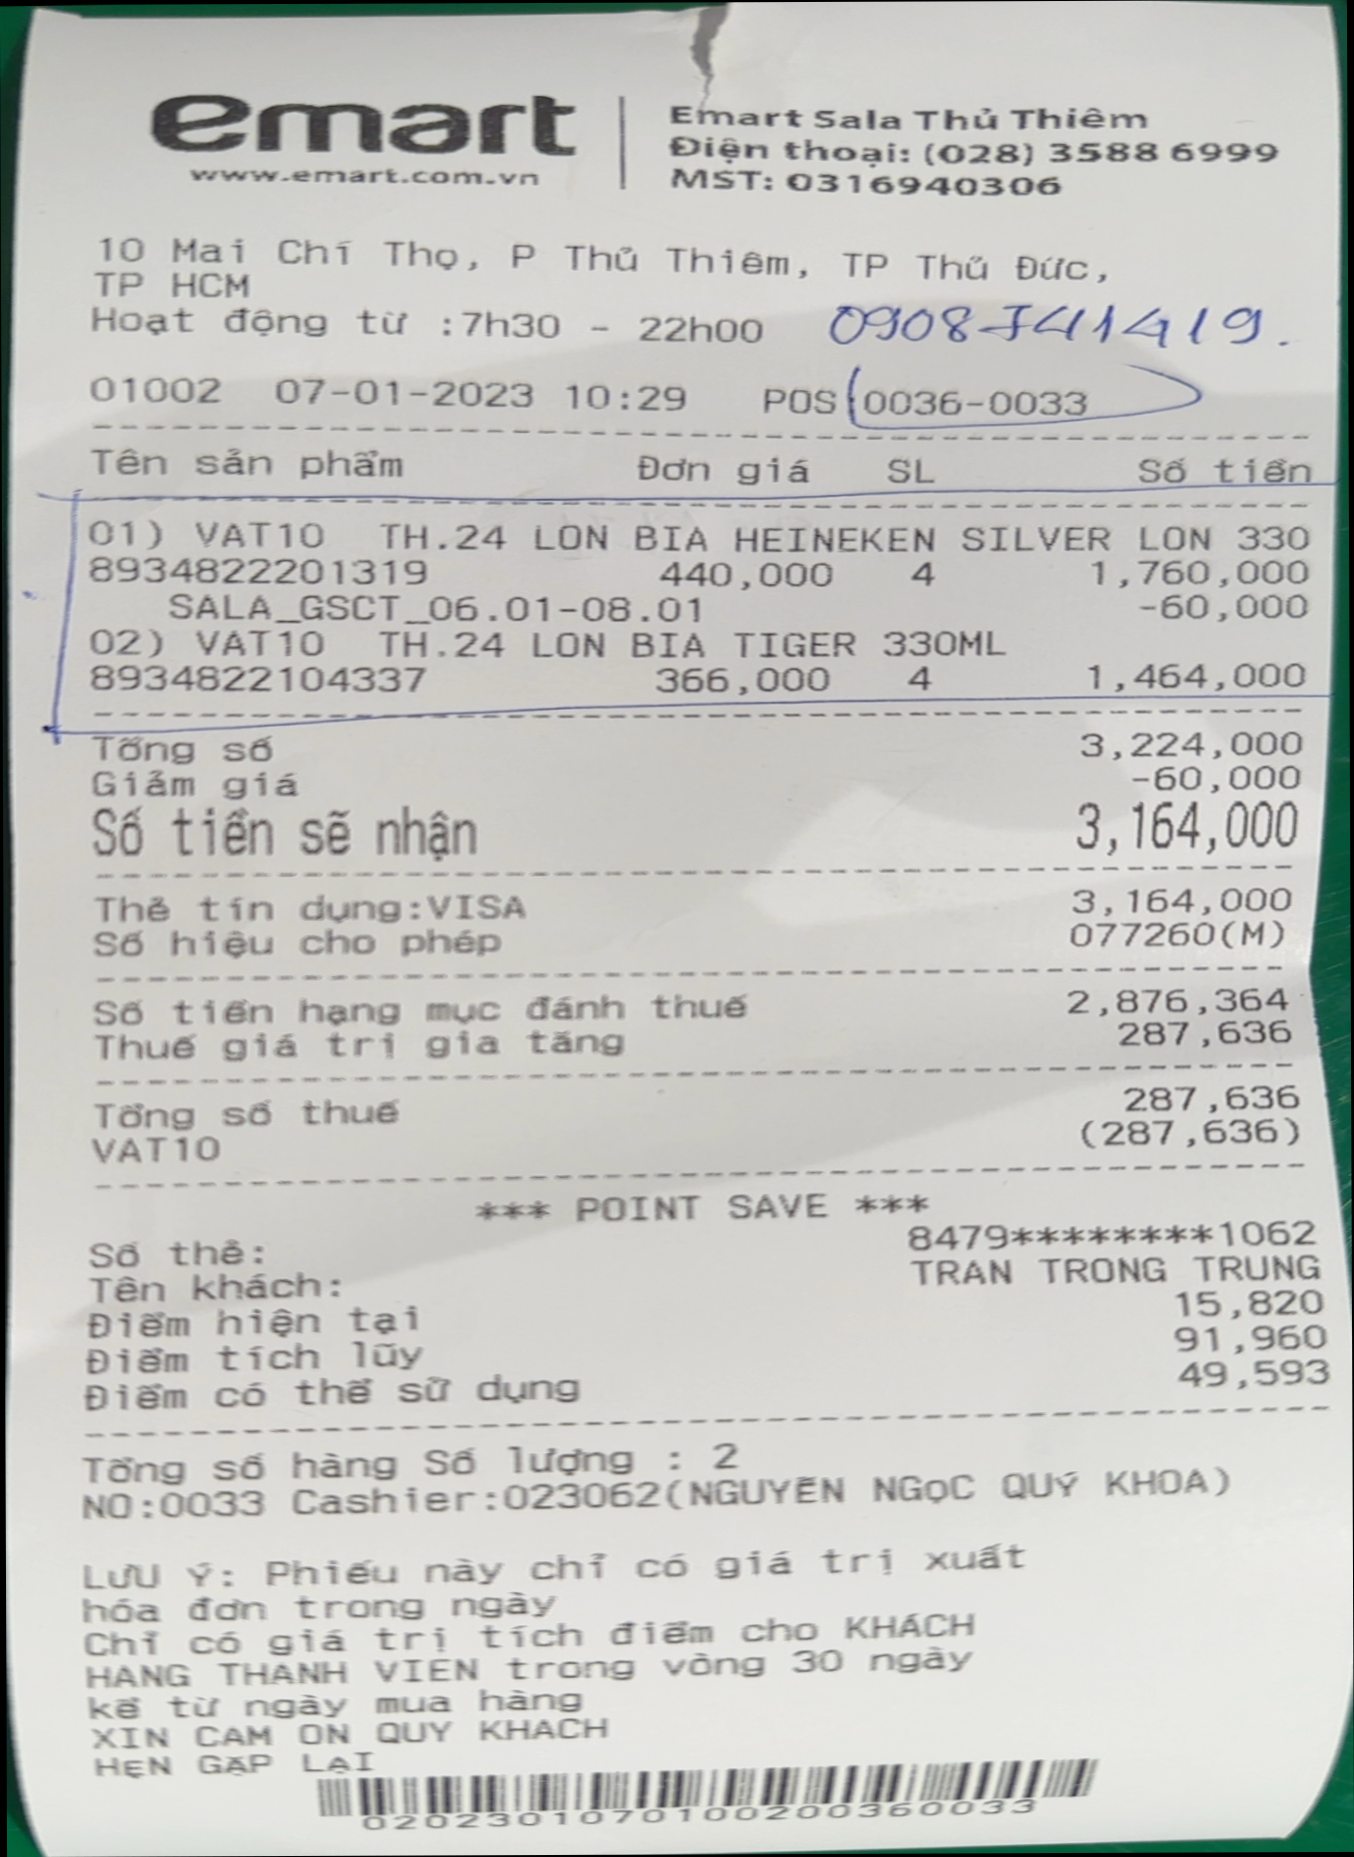 emart
www.emart.com.vn
Emart Sala Thủ Thiêm
Điện thoại: (028) 3588 6999
MST: 0316940306
10 Mai Chí Thọ, P Thủ Thiêm, TP Thủ Đức,
TP HCM
Hoạt động từ :7h30 - 22h00 0908541419.
01002 07-01-2023 10:29 POS:0036-0033
Tên sản phẩm Đơn giá SL Số tiền
01) VAT10 TH.24 LON BIA HEINEKEN SILVER LON 330
8934822201319 440,000 4 1,760,000
SALA_GSCT_06.01-08.01 -60,000
02) VAT10 TH.24 LON BIA TIGER 330ML
8934822104337 366,000 4 1,464,000
Tổng số 3,224,000
Giảm giá -60,000
Số tiền sẽ nhận 3,164,000
Thẻ tín dụng:VISA 3,164,000
Số hiệu cho phép 077260(M)
Số tiền hạng mục đánh thuế 2,876,364
Thuế giá trị gia tăng 287,636
Tổng số thuế 287,636
VAT10 (287,636)
*** POINT SAVE ***
Số thẻ: 8479********1062
Tên khách: TRAN TRONG TRUNG
Điểm hiện tại 15,820
Điểm tích lũy 91,960
Điểm có thể sử dụng 49,593
Tổng số hàng Số lượng : 2
NO:0033 Cashier:023062(NGUYỄN NGỌC QUÝ KHOA)
LƯU Ý: Phiếu này chỉ có giá trị xuất
hóa đơn trong ngày
Chỉ có giá trị tích điểm cho KHÁCH
HÀNG THÀNH VIÊN trong vòng 30 ngày
kể từ ngày mua hàng
XIN CAM ON QUY KHACH
HẸN GẶP LẠI
0202301070100200360033